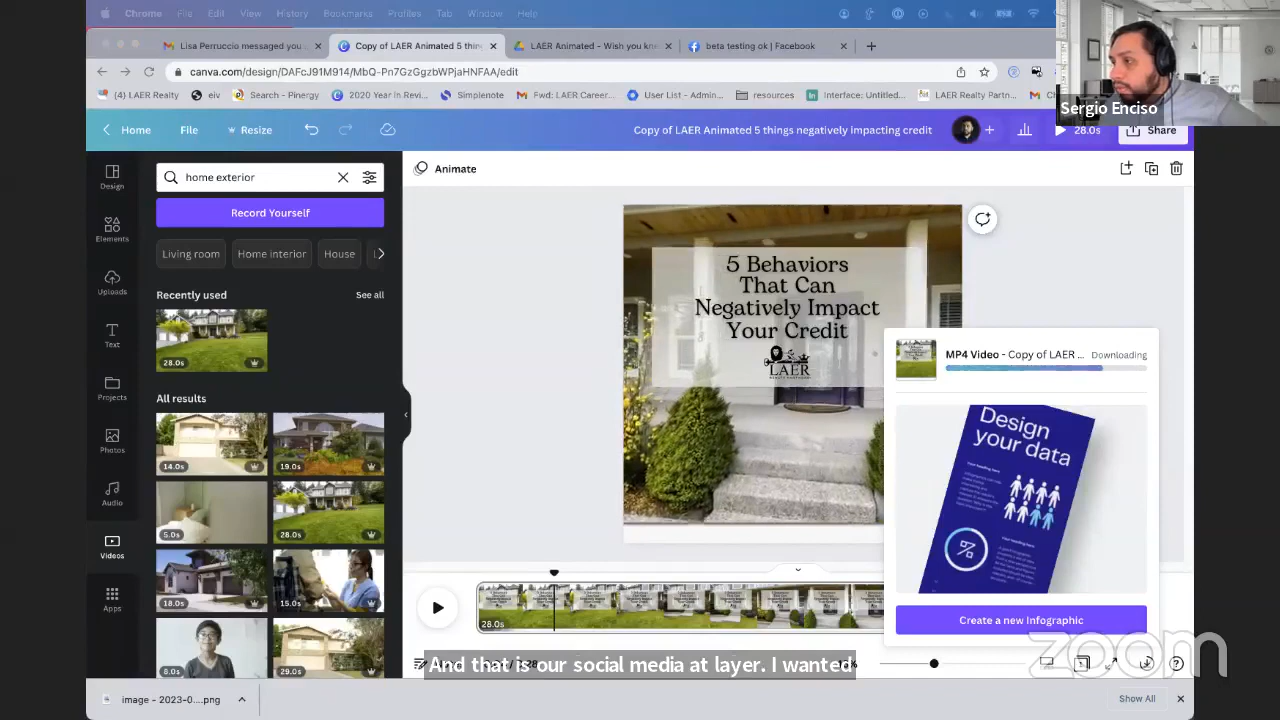 Chrome File Edit View History Bookmarks Profiles Tab Window Help
Lisa Perruccio messaged you
Copy of LAER Animated 5 thing
LAER Animated - Wish you kne
beta testing ok | Facebook
canva.com/design/DAFcJ91M914/MbQ-Pn7GzGgzbWPjaHNFAA/edit
(4) LAER Realty
eiv
Search - Pinergy
2020 Year In Revi...
Simplenote
Fwd: LAER Career...
User List - Admin...
resources
Interface: Untitled...
LAER Realty Partn...
Sergio Enciso
Home File Resize
Copy of LAER Animated 5 things negatively impacting credit
28.0s
Share
Design
Elements
Uploads
Text
Projects
Photos
Audio
Videos
Apps
home exterior
Record Yourself
Living room Home interior House
Recently used See all
28.0s
All results
14.0s 19.0s
5.0s 28.0s
18.0s 15.0s
8.0s 29.0s
Animate
5 Behaviors
That Can
Negatively Impact
Your Credit
LAER
MP4 Video - Copy of LAER ... Downloading
Design
your data
Create a new Infographic
28.0s
And that is our social media at layer. I wanted
zoom
image - 2023-0....png
Show All